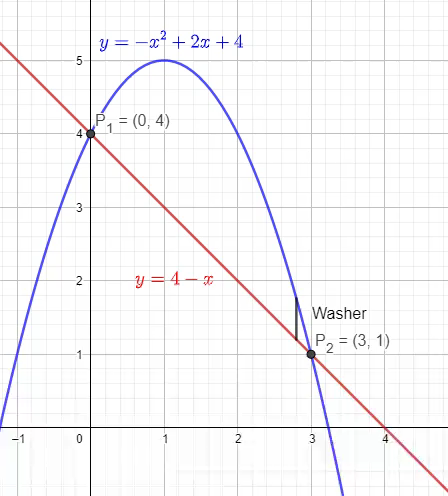 y = −x² + 2x + 4
5
P₁ = (0, 4)
4
3
y = 4 − x
2
Washer
P₂ = (3, 1)
1
−1
0
1
2
3
4